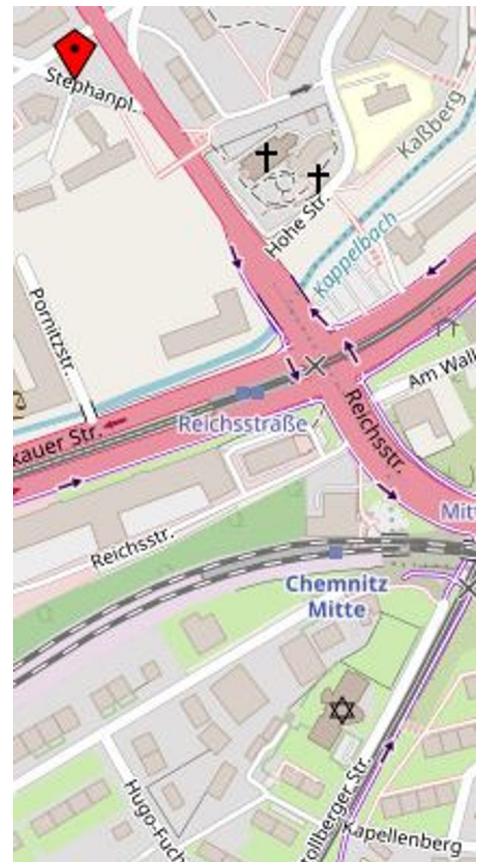 Stephanpl.
Kaßberg
Hohe Str.
Kappelbach
Pornitzstr.
Am Wall
Reichsstraße
Reichsstr.
kauer Str.
Mitt
Reichsstr.
Chemnitz
Mitte
Hugo-Fuch
ollberger Str.
Kapellenberg